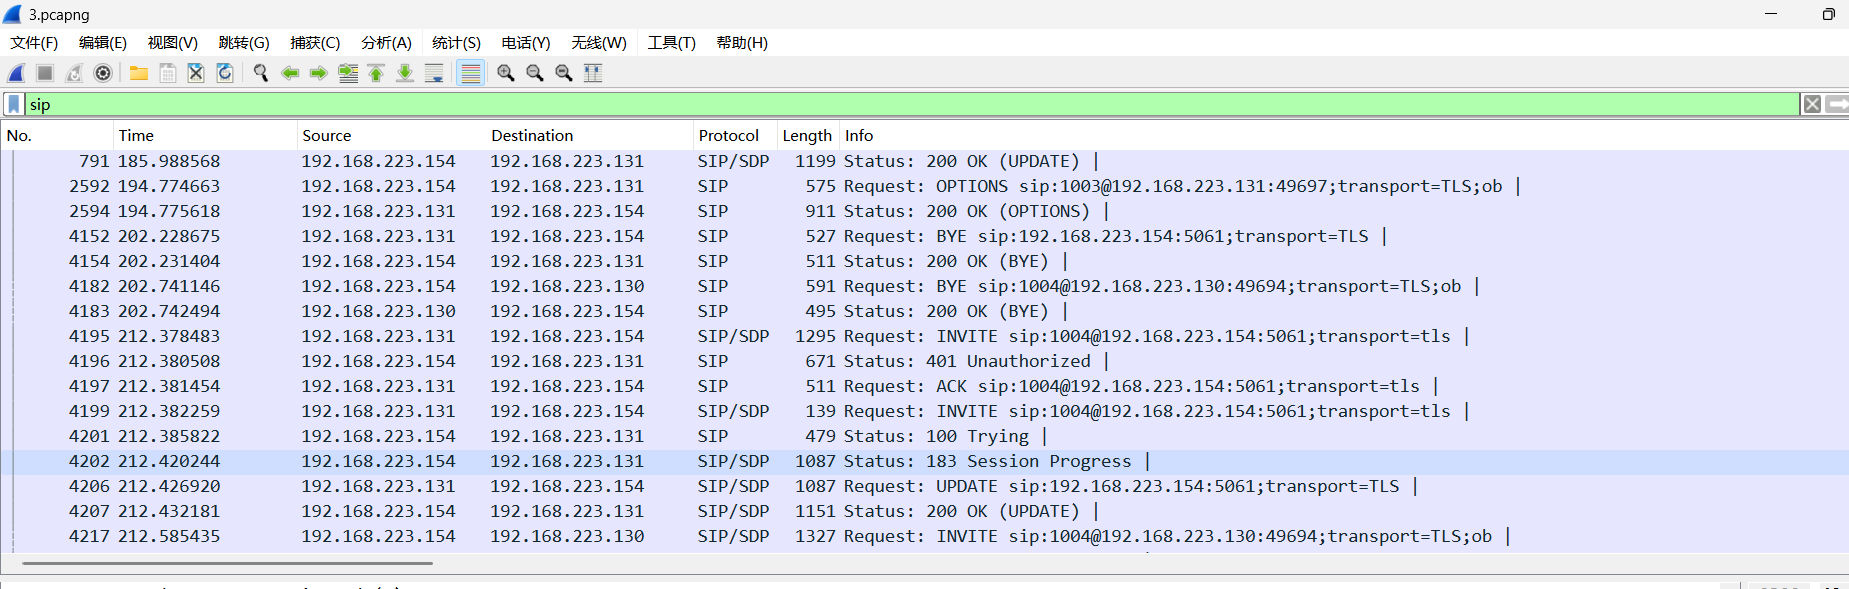 3.pcapng
文件(F) 编辑(E) 视图(V) 跳转(G) 捕获(C) 分析(A) 统计(S) 电话(Y) 无线(W) 工具(T) 帮助(H)
sip
No. Time Source Destination Protocol Length Info
791 185.988568 192.168.223.154 192.168.223.131 SIP/SDP 1199 Status: 200 OK (UPDATE) |
2592 194.774663 192.168.223.154 192.168.223.131 SIP 575 Request: OPTIONS sip:1003@192.168.223.131:49697;transport=TLS;ob |
2594 194.775618 192.168.223.131 192.168.223.154 SIP 911 Status: 200 OK (OPTIONS) |
4152 202.228675 192.168.223.131 192.168.223.154 SIP 527 Request: BYE sip:192.168.223.154:5061;transport=TLS |
4154 202.231404 192.168.223.154 192.168.223.131 SIP 511 Status: 200 OK (BYE) |
4182 202.741146 192.168.223.154 192.168.223.130 SIP 591 Request: BYE sip:1004@192.168.223.130:49694;transport=TLS;ob |
4183 202.742494 192.168.223.130 192.168.223.154 SIP 495 Status: 200 OK (BYE) |
4195 212.378483 192.168.223.131 192.168.223.154 SIP/SDP 1295 Request: INVITE sip:1004@192.168.223.154:5061;transport=tls |
4196 212.380508 192.168.223.154 192.168.223.131 SIP 671 Status: 401 Unauthorized |
4197 212.381454 192.168.223.131 192.168.223.154 SIP 511 Request: ACK sip:1004@192.168.223.154:5061;transport=tls |
4199 212.382259 192.168.223.131 192.168.223.154 SIP/SDP 139 Request: INVITE sip:1004@192.168.223.154:5061;transport=tls |
4201 212.385822 192.168.223.154 192.168.223.131 SIP 479 Status: 100 Trying |
4202 212.420244 192.168.223.154 192.168.223.131 SIP/SDP 1087 Status: 183 Session Progress |
4206 212.426920 192.168.223.131 192.168.223.154 SIP/SDP 1087 Request: UPDATE sip:192.168.223.154:5061;transport=TLS |
4207 212.432181 192.168.223.154 192.168.223.131 SIP/SDP 1151 Status: 200 OK (UPDATE) |
4217 212.585435 192.168.223.154 192.168.223.130 SIP/SDP 1327 Request: INVITE sip:1004@192.168.223.130:49694;transport=TLS;ob |